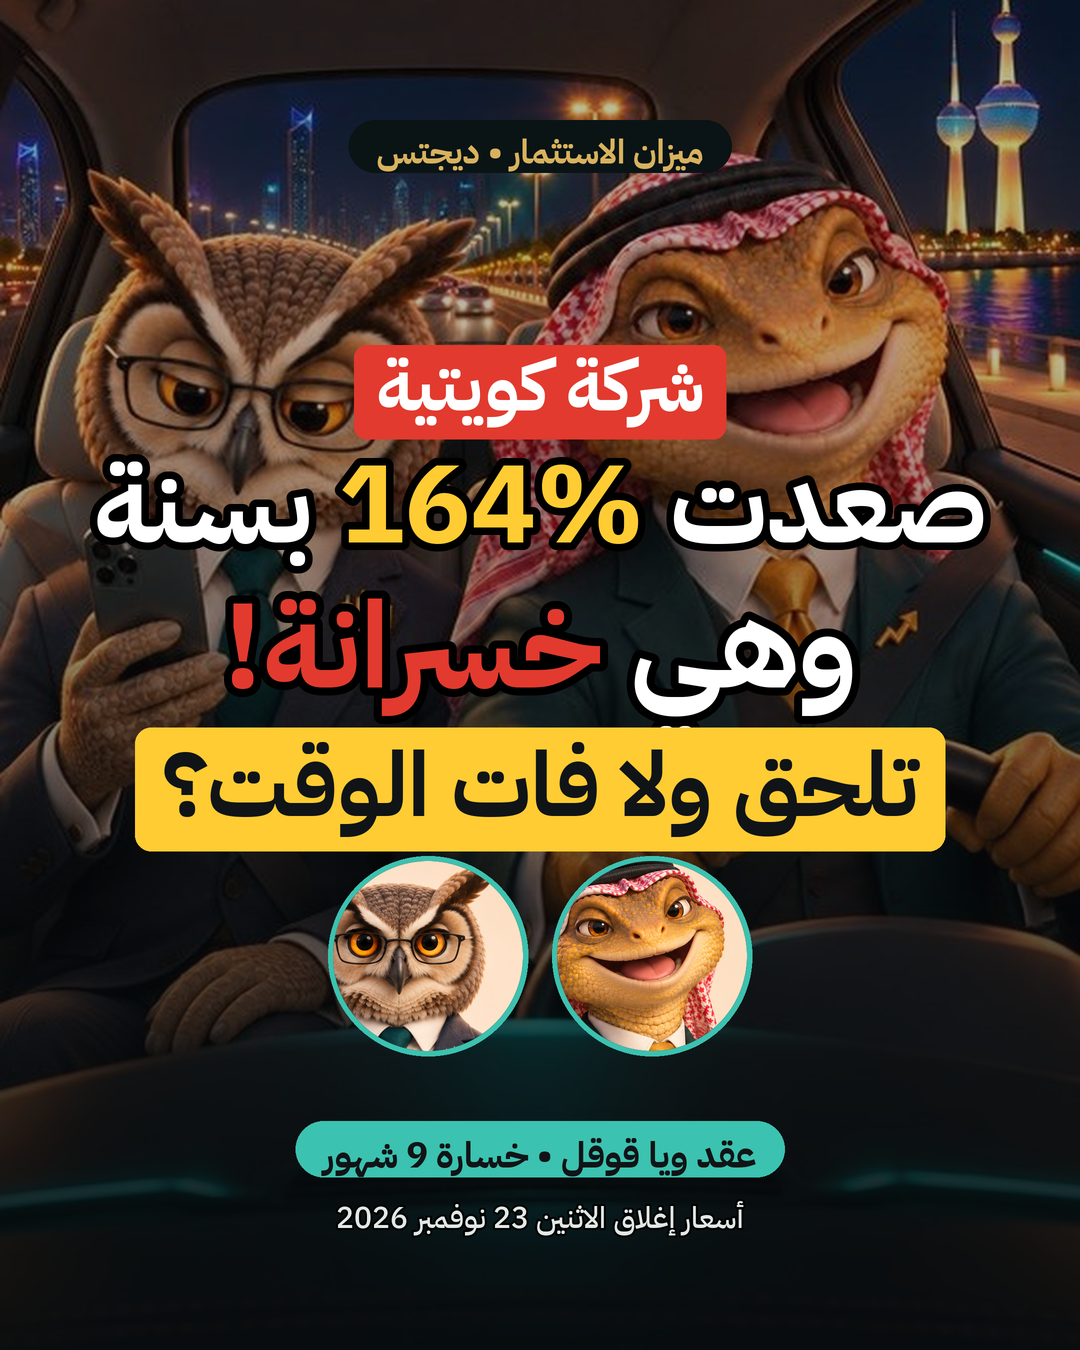 ميزان الاستثمار • ديجتس
شركة كويتية
صعدت 164% بسنة
وهي خسرانة!
تلحق ولا فات الوقت؟
عقد ويا قوقل • خسارة 9 شهور
أسعار إغلاق الاثنين 23 نوفمبر 2026